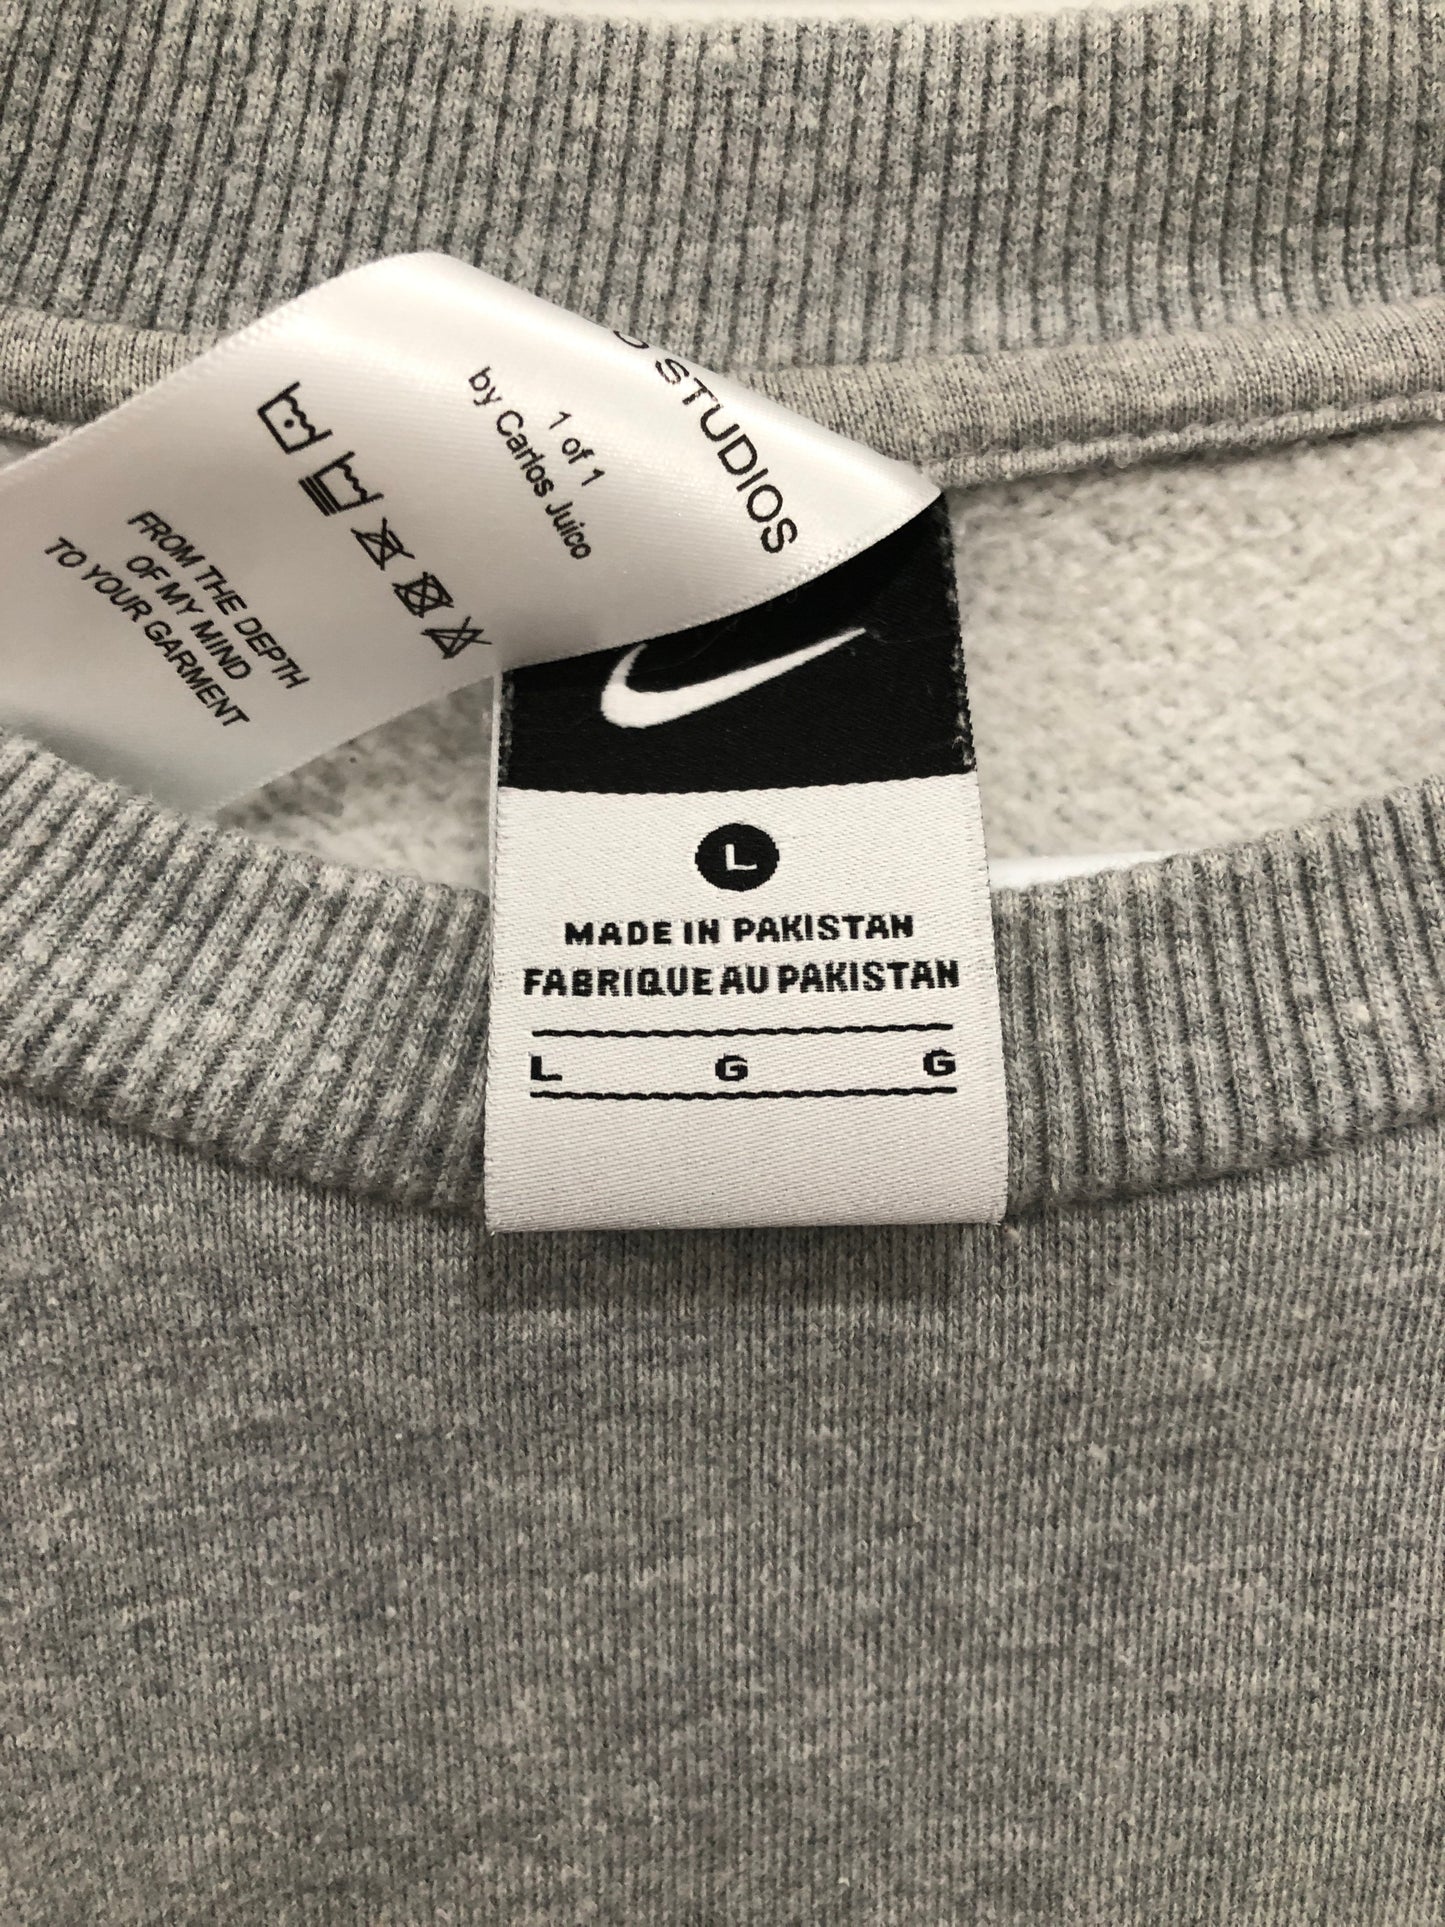 STUDIOS
1 of 1
by Carlos Juico
FROM THE DEPTH
OF MY MIND
TO YOUR GARMENT
L
MADE IN PAKISTAN
FABRIQUE AU PAKISTAN
L G G